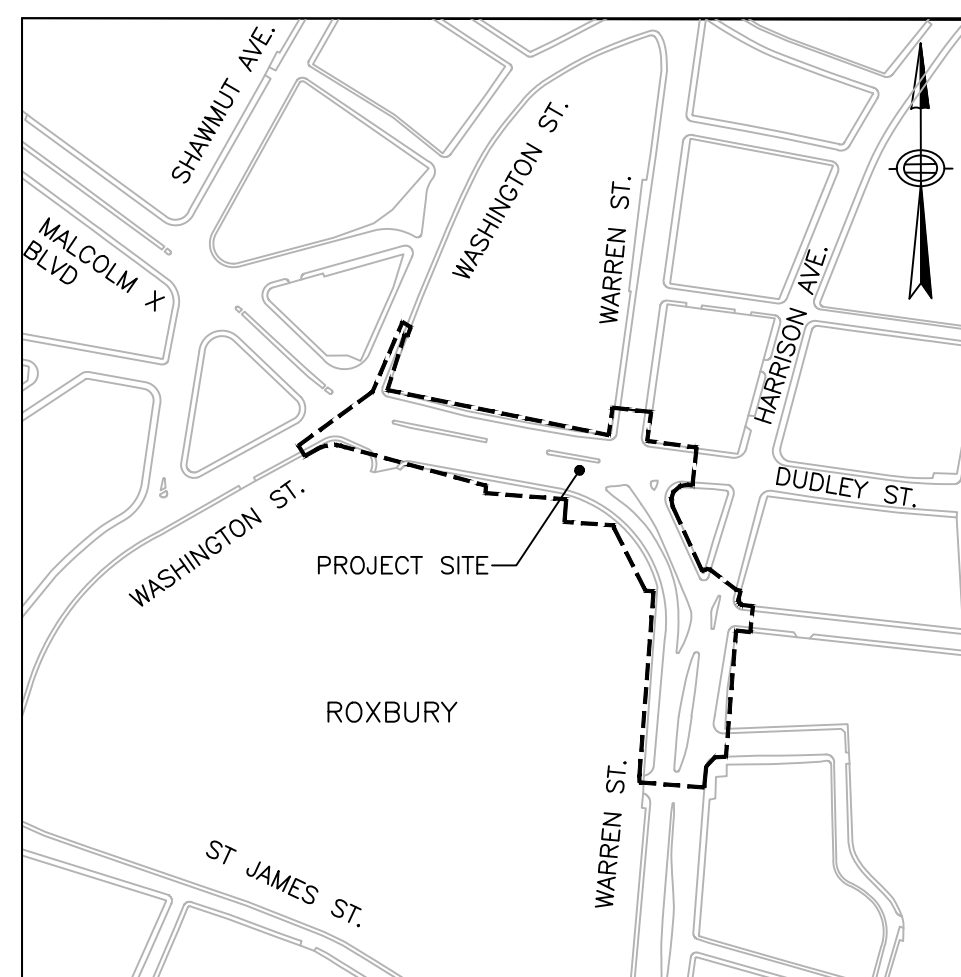 SHAWMUT AVE.
WASHINGTON ST.
WARREN ST.
MALCOLM X
BLVD
HARRISON AVE.
DUDLEY ST.
WASHINGTON ST.
PROJECT SITE
ROXBURY
WARREN ST.
ST JAMES ST.